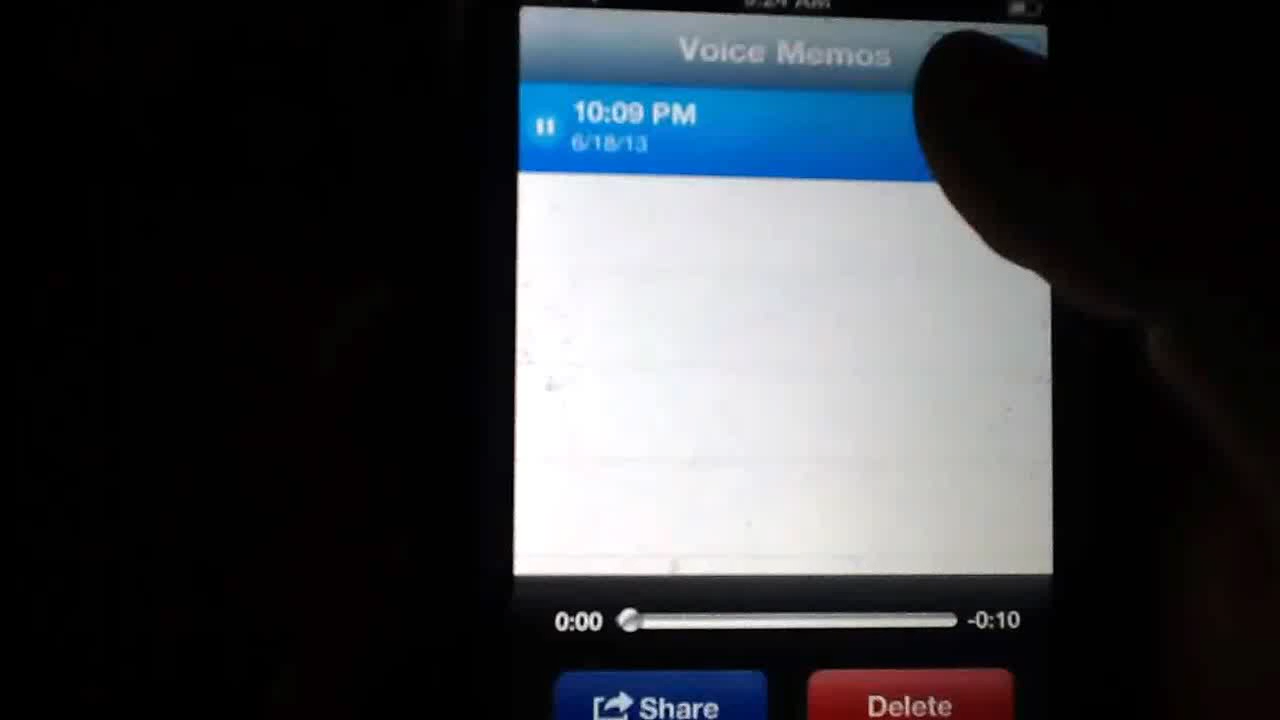 Voice Memos
10:09 PM
6/18/13
0:00
-0:10
Share
Delete